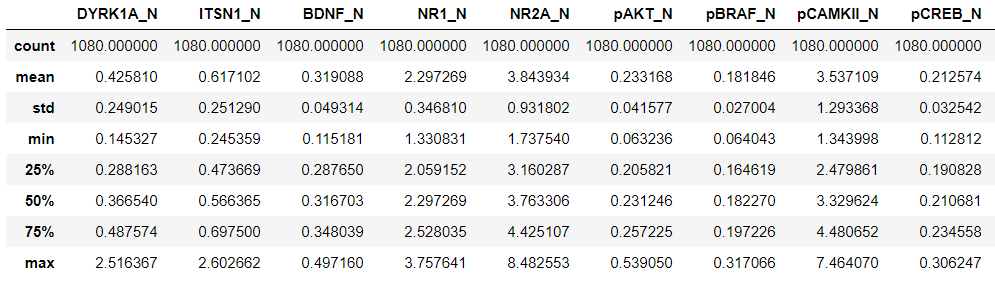 DYRK1A_N ITSN1_N BDNF_N NR1_N NR2A_N pAKT_N pBRAF_N pCAMKII_N pCREB_N
count 1080.000000 1080.000000 1080.000000 1080.000000 1080.000000 1080.000000 1080.000000 1080.000000 1080.000000
mean 0.425810 0.617102 0.319088 2.297269 3.843934 0.233168 0.181846 3.537109 0.212574
std 0.249015 0.251290 0.049314 0.346810 0.931802 0.041577 0.027004 1.293368 0.032542
min 0.145327 0.245359 0.115181 1.330831 1.737540 0.063236 0.064043 1.343998 0.112812
25% 0.288163 0.473669 0.287650 2.059152 3.160287 0.205821 0.164619 2.479861 0.190828
50% 0.366540 0.566365 0.316703 2.297269 3.763306 0.231246 0.182270 3.329624 0.210681
75% 0.487574 0.697500 0.348039 2.528035 4.425107 0.257225 0.197226 4.480652 0.234558
max 2.516367 2.602662 0.497160 3.757641 8.482553 0.539050 0.317066 7.464070 0.306247